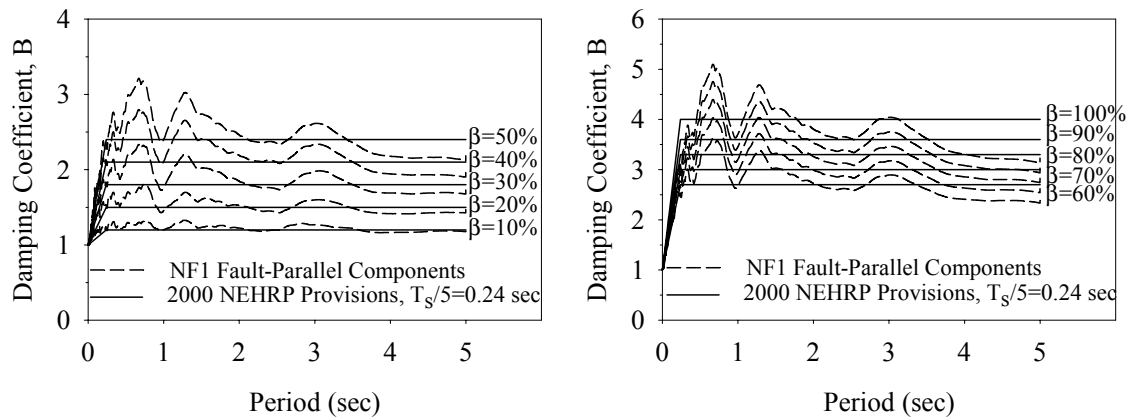 Damping Coefficient, B
4
3
2
1
0
β=50%
β=40%
β=30%
β=20%
β=10%
NF1 Fault-Parallel Components
2000 NEHRP Provisions, TS/5=0.24 sec
0 1 2 3 4 5
Period (sec)
Damping Coefficient, B
6
5
4
3
2
1
0
β=100%
β=90%
β=80%
β=70%
β=60%
NF1 Fault-Parallel Components
2000 NEHRP Provisions, TS/5=0.24 sec
0 1 2 3 4 5
Period (sec)